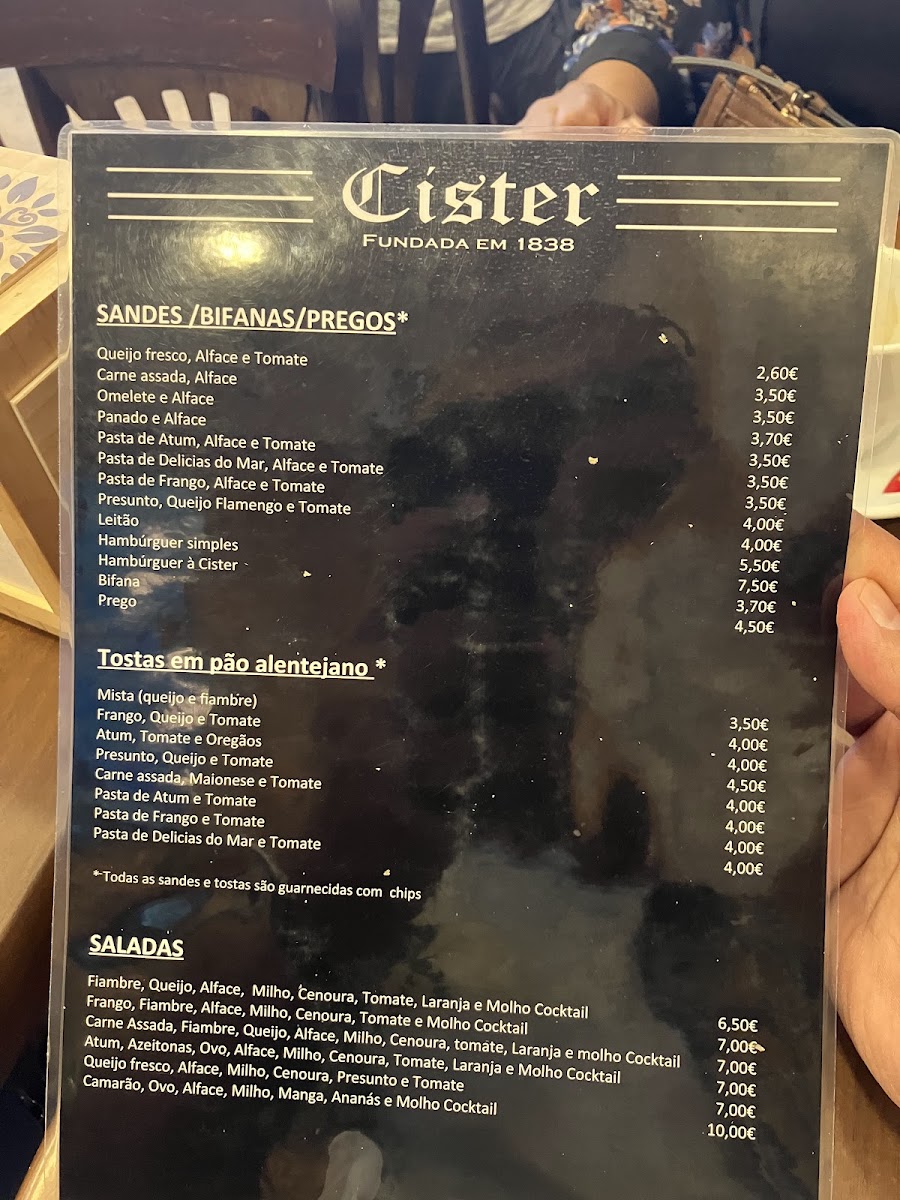 Cister
FUNDADA EM 1838
SANDES /BIFANAS/PREGOS*
Queijo fresco, Alface e Tomate 2,60€
Carne assada, Alface 3,50€
Omelete e Alface 3,50€
Panado e Alface 3,70€
Pasta de Atum, Alface e Tomate 3,50€
Pasta de Delicias do Mar, Alface e Tomate 3,50€
Pasta de Frango, Alface e Tomate 3,50€
Presunto, Queijo Flamengo e Tomate 4,00€
Leitão 4,00€
Hambúrguer simples 5,50€
Hambúrguer à Cister 7,50€
Bifana 3,70€
Prego 4,50€
Tostas em pão alentejano *
Mista (queijo e fiambre) 3,50€
Frango, Queijo e Tomate 4,00€
Atum, Tomate e Oregãos 4,00€
Presunto, Queijo e Tomate 4,50€
Carne assada, Maionese e Tomate 4,00€
Pasta de Atum e Tomate 4,00€
Pasta de Frango e Tomate 4,00€
Pasta de Delicias do Mar e Tomate 4,00€
*-Todas as sandes e tostas são guarnecidas com chips
SALADAS
Fiambre, Queijo, Alface, Milho, Cenoura, Tomate, Laranja e Molho Cocktail 6,50€
Frango, Fiambre, Alface, Milho, Cenoura, Tomate e Molho Cocktail 7,00€
Carne Assada, Fiambre, Queijo, Alface, Milho, Cenoura, tomate, Laranja e molho Cocktail 7,00€
Atum, Azeitonas, Ovo, Alface, Milho, Cenoura, Tomate, Laranja e Molho Cocktail 7,00€
Queijo fresco, Alface, Milho, Cenoura, Presunto e Tomate 7,00€
Camarão, Ovo, Alface, Milho, Manga, Ananás e Molho Cocktail 10,00€